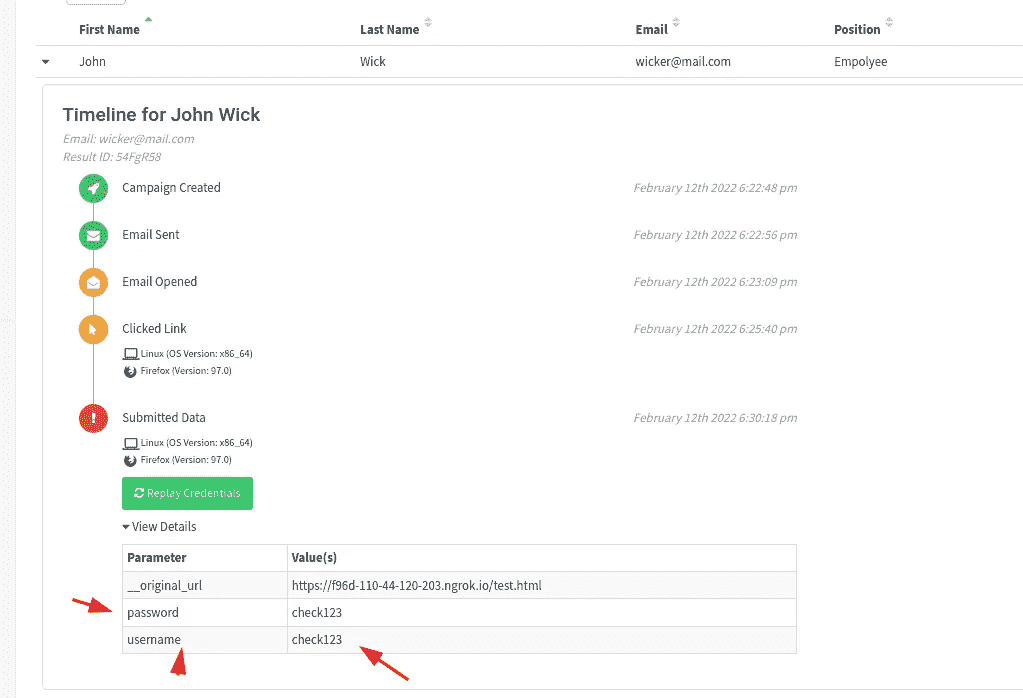 First Name Last Name Email Position
John Wick wicker@mail.com Empolyee
Timeline for John Wick
Email: wicker@mail.com
Result ID: 54FgR58
Campaign Created February 12th 2022 6:22:48 pm
Email Sent February 12th 2022 6:22:56 pm
Email Opened February 12th 2022 6:23:09 pm
Clicked Link February 12th 2022 6:25:40 pm
Linux (OS Version: x86_64)
Firefox (Version: 97.0)
Submitted Data February 12th 2022 6:30:18 pm
Linux (OS Version: x86_64)
Firefox (Version: 97.0)
Replay Credentials
View Details
Parameter Value(s)
__original_url https://f96d-110-44-120-203.ngrok.io/test.html
password check123
username check123